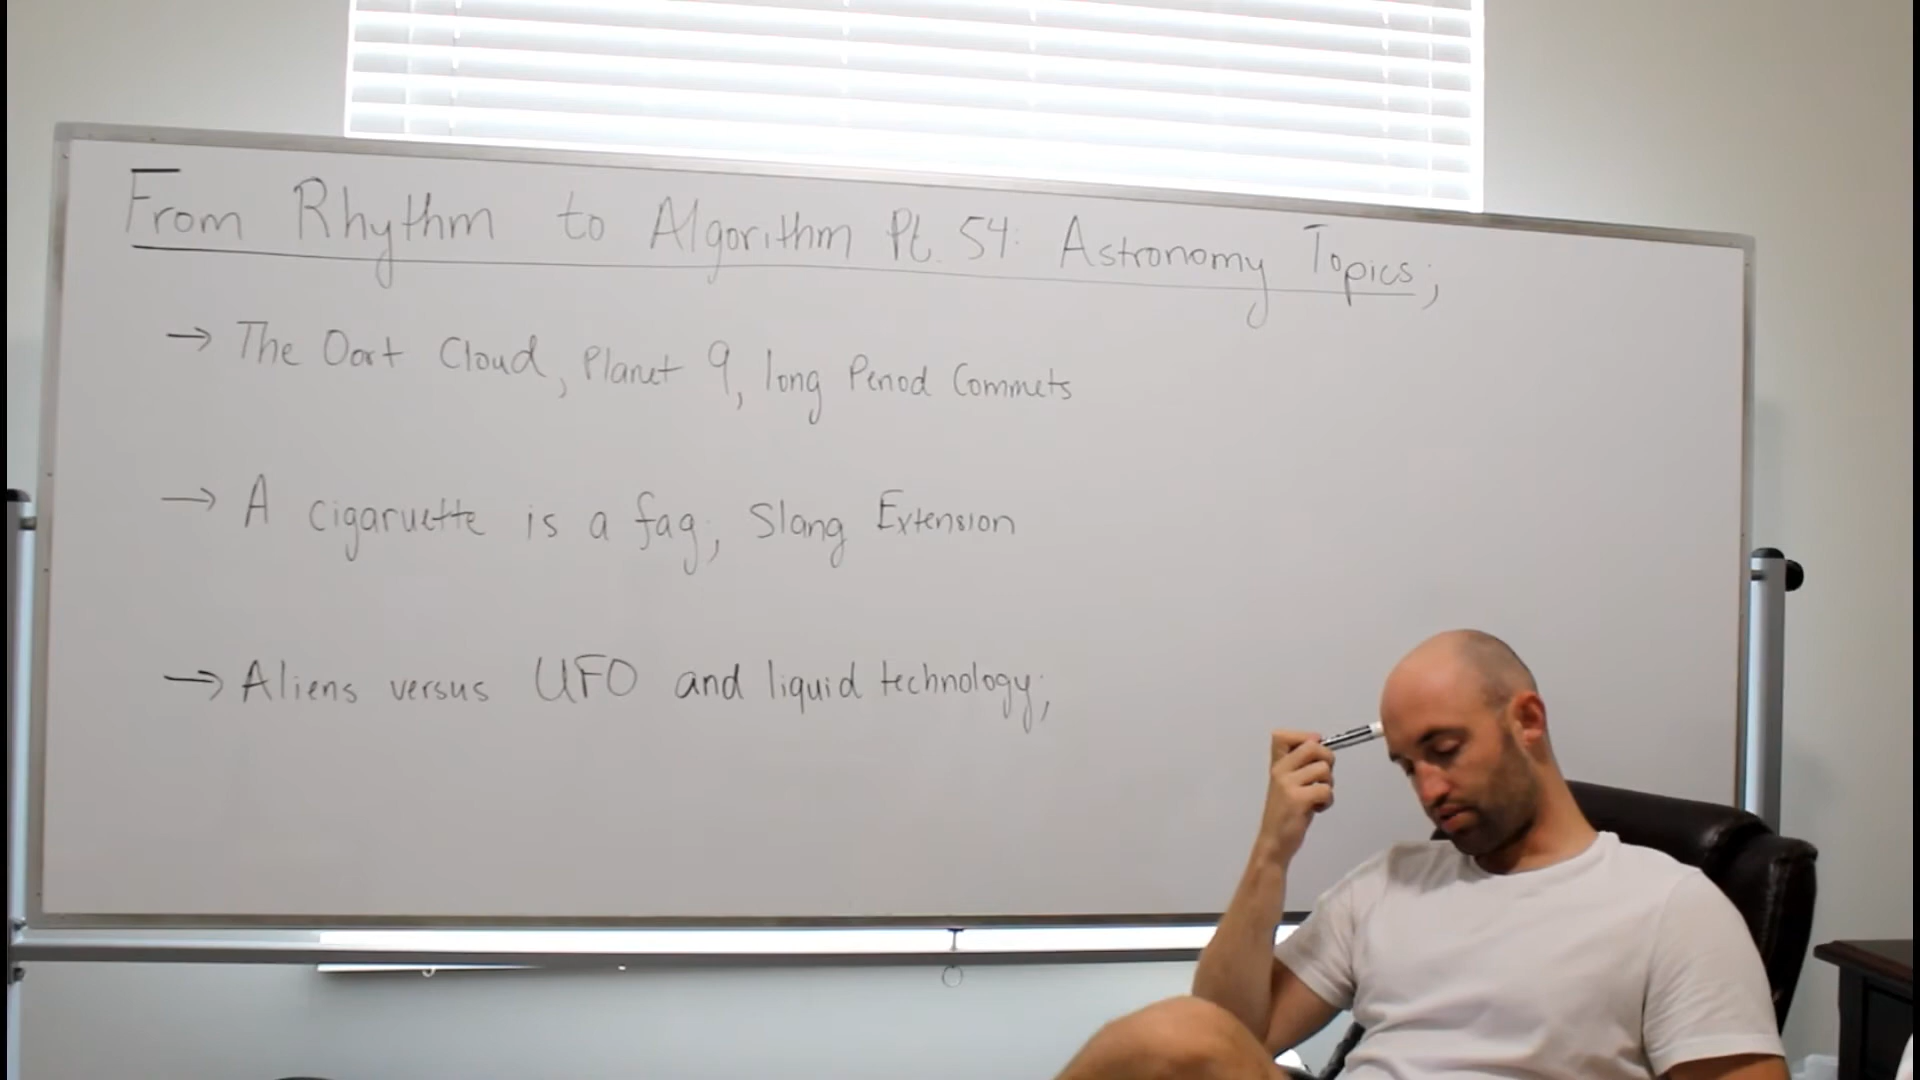 From Rhythm to Algorithm Pt. 54: Astronomy Topics;
→ The Oort Cloud, Planet 9, long Period Commets
→ A cigaruette is a fag; Slang Extension
→ Aliens versus UFO and liquid technology;